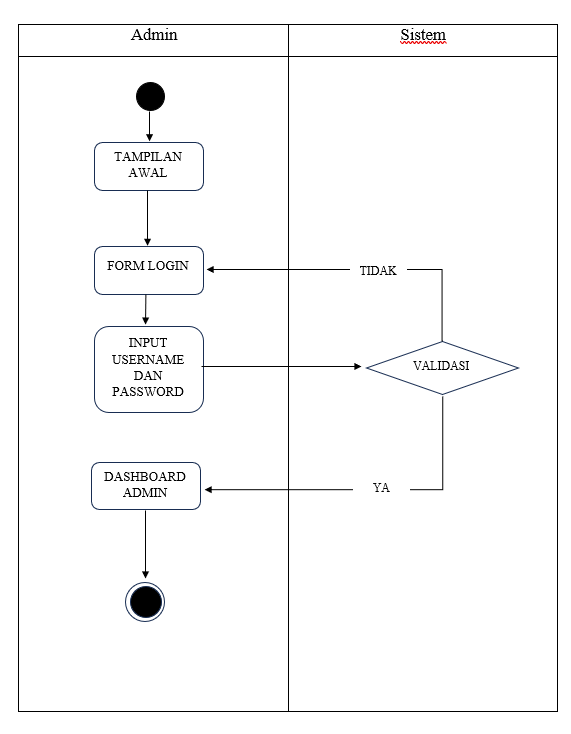 Admin
Sistem
TAMPILAN
AWAL
FORM LOGIN
TIDAK
INPUT
USERNAME
DAN
PASSWORD
VALIDASI
DASHBOARD
ADMIN
YA